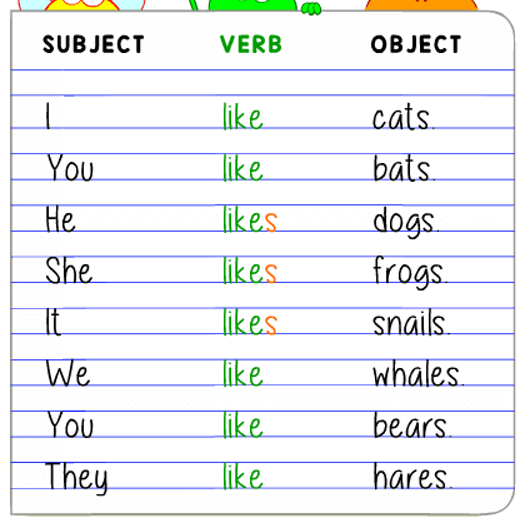 SUBJECT VERB OBJECT
I like cats.
You like bats.
He likes dogs.
She likes frogs.
It likes snails.
We like whales.
You like bears.
They like hares.